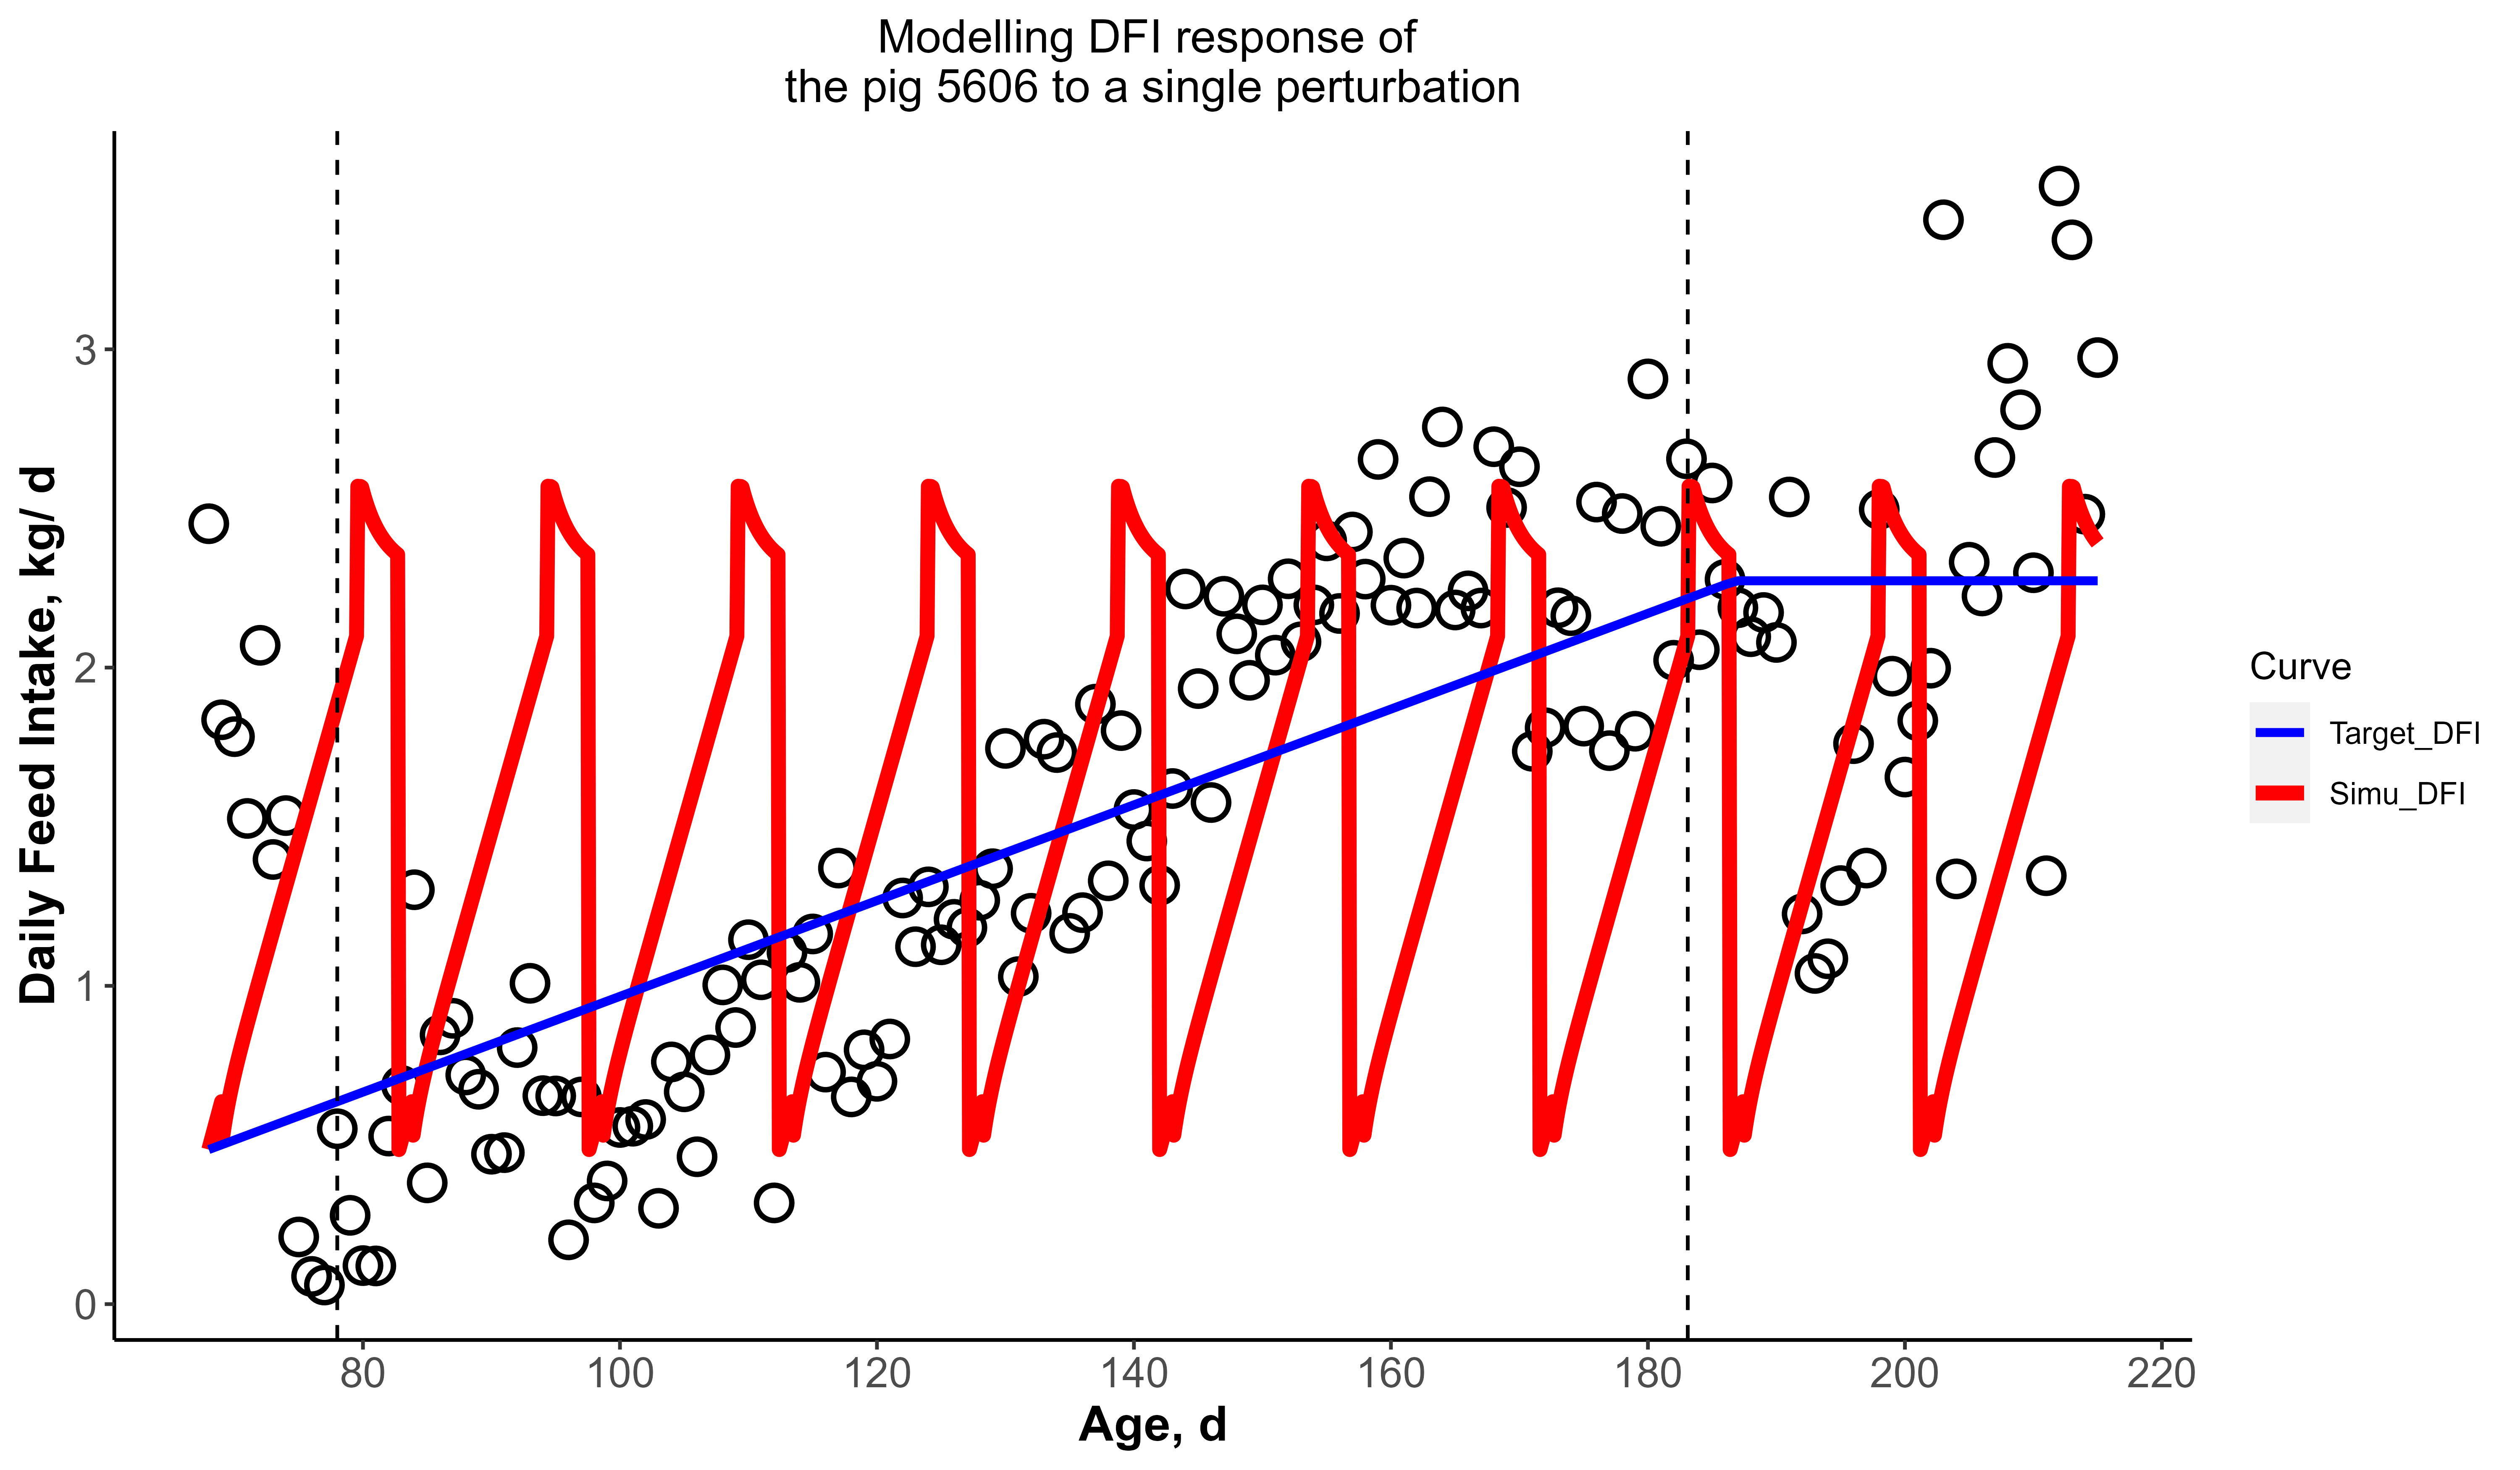 Modelling DFI response of
the pig 5606 to a single perturbation
Daily Feed Intake, kg/ d
3
2
1
0
80 100 120 140 160 180 200 220
Age, d
Curve
Target_DFI
Simu_DFI